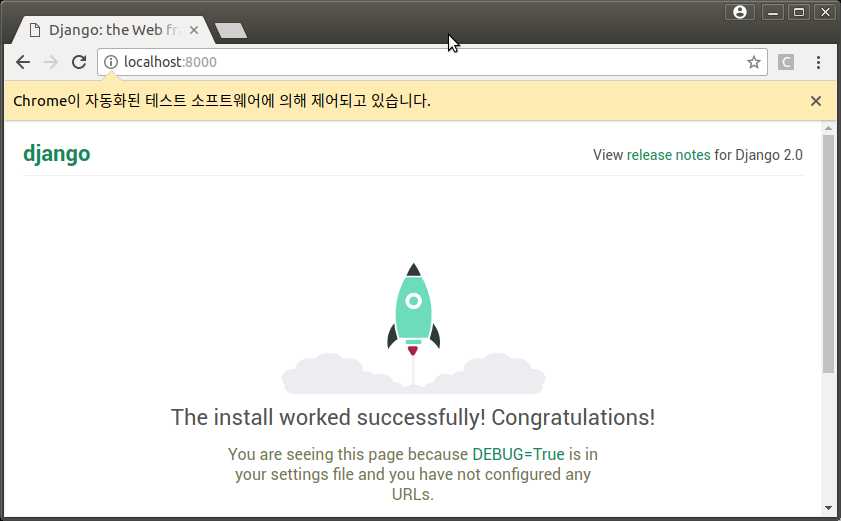 Django: the Web fra
localhost:8000
C
Chrome이 자동화된 테스트 소프트웨어에 의해 제어되고 있습니다.
django
View release notes for Django 2.0
The install worked successfully! Congratulations!
You are seeing this page because DEBUG=True is in
your settings file and you have not configured any
URLs.